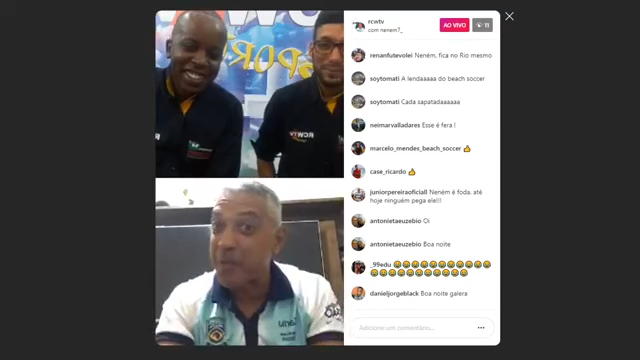 rcwtv
com nenem7_
AO VIVO
11
renanfutevolei Neném, fica no Rio mesmo
soytomati A lendaaaaa do beach soccer
soytomati Cada sapatadaaaaaa
neimarvalladares Esse é fera !
marcelo_mendes_beach_soccer 👍
case_ricardo 👍
juniorpereiraoficiall Neném é foda. até
hoje ninguém pega ele!!!
antonietaeuzebio Oi
antonietaeuzebio Boa noite
_99edu 😂😂😂😂😂😂😂😂😂😂😂
😂😂😂😂😂😂😂😂😂😂😂
danieljorgeblack Boa noite galera
Adicione um comentário...
RCWTV